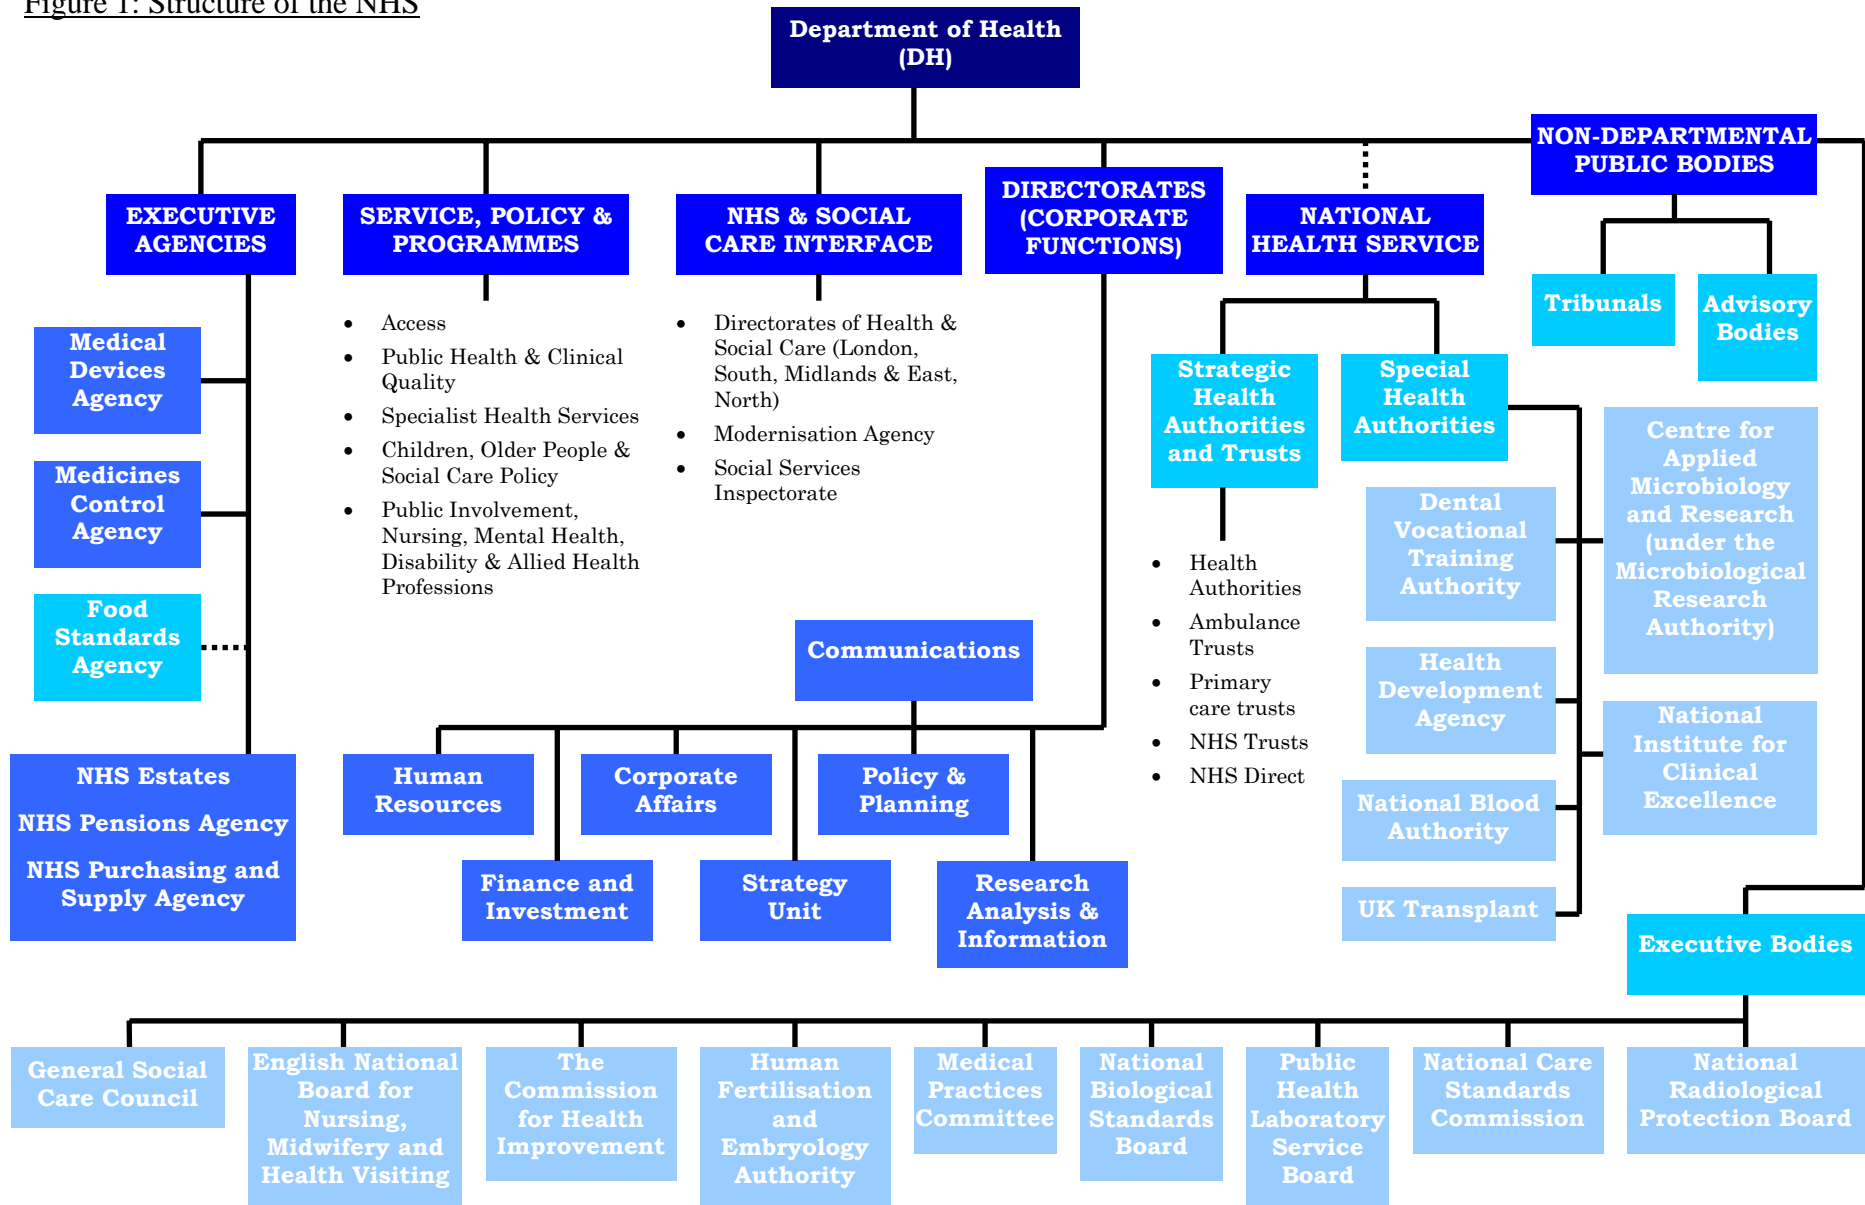 Figure 1: Structure of the NHS
Department of Health
(DH)
NON-DEPARTMENTAL
PUBLIC BODIES
EXECUTIVE
AGENCIES
SERVICE, POLICY &
PROGRAMMES
NHS & SOCIAL
CARE INTERFACE
DIRECTORATES
(CORPORATE
FUNCTIONS)
NATIONAL
HEALTH SERVICE
Tribunals
Advisory
Bodies
Medical
Devices
Agency
Medicines
Control
Agency
Food
Standards
Agency
NHS Estates
NHS Pensions Agency
NHS Purchasing and
Supply Agency
• Access
• Public Health & Clinical
Quality
• Specialist Health Services
• Children, Older People &
Social Care Policy
• Public Involvement,
Nursing, Mental Health,
Disability & Allied Health
Professions
• Directorates of Health &
Social Care (London,
South, Midlands & East,
North)
• Modernisation Agency
• Social Services
Inspectorate
Communications
Human
Resources
Corporate
Affairs
Policy &
Planning
Finance and
Investment
Strategy
Unit
Research
Analysis &
Information
Strategic
Health
Authorities
and Trusts
• Health
Authorities
• Ambulance
Trusts
• Primary
care trusts
• NHS Trusts
• NHS Direct
Special
Health
Authorities
Dental
Vocational
Training
Authority
Health
Development
Agency
National Blood
Authority
UK Transplant
Centre for
Applied
Microbiology
and Research
(under the
Microbiological
Research
Authority)
National
Institute for
Clinical
Excellence
Executive Bodies
General Social
Care Council
English National
Board for
Nursing,
Midwifery and
Health Visiting
The
Commission
for Health
Improvement
Human
Fertilisation
and
Embryology
Authority
Medical
Practices
Committee
National
Biological
Standards
Board
Public
Health
Laboratory
Service
Board
National Care
Standards
Commission
National
Radiological
Protection Board